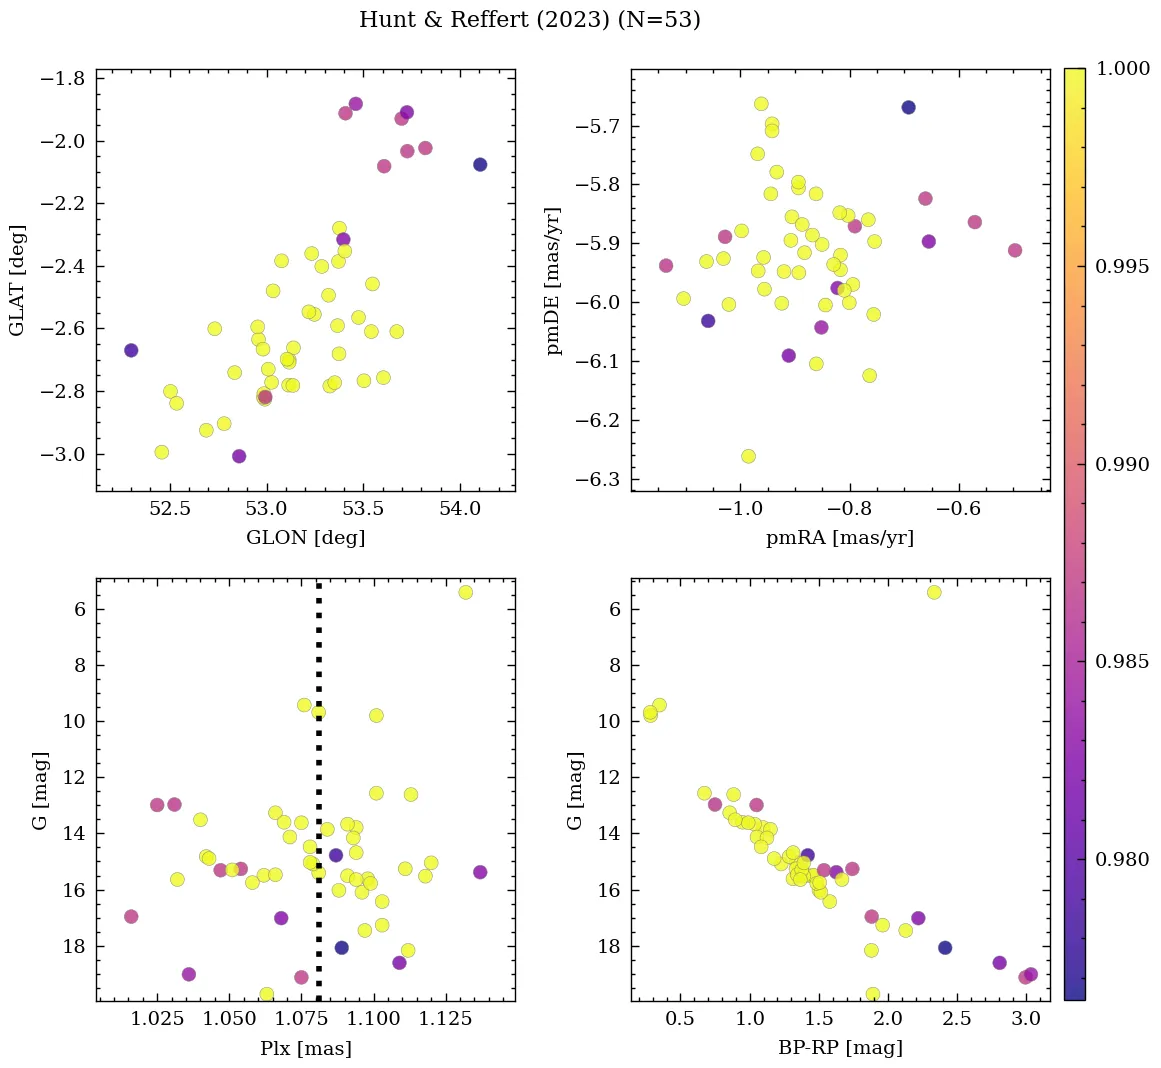 Hunt & Reffert (2023) (N=53)
−1.8
−2.0
−2.2
−2.4
−2.6
−2.8
−3.0
GLAT [deg]
52.5 53.0 53.5 54.0
GLON [deg]
−5.7
−5.8
−5.9
−6.0
−6.1
−6.2
−6.3
pmDE [mas/yr]
−1.0 −0.8 −0.6
pmRA [mas/yr]
1.000
0.995
0.990
0.985
0.980
6
8
10
12
14
16
18
G [mag]
1.025 1.050 1.075 1.100 1.125
Plx [mas]
6
8
10
12
14
16
18
G [mag]
0.5 1.0 1.5 2.0 2.5 3.0
BP-RP [mag]